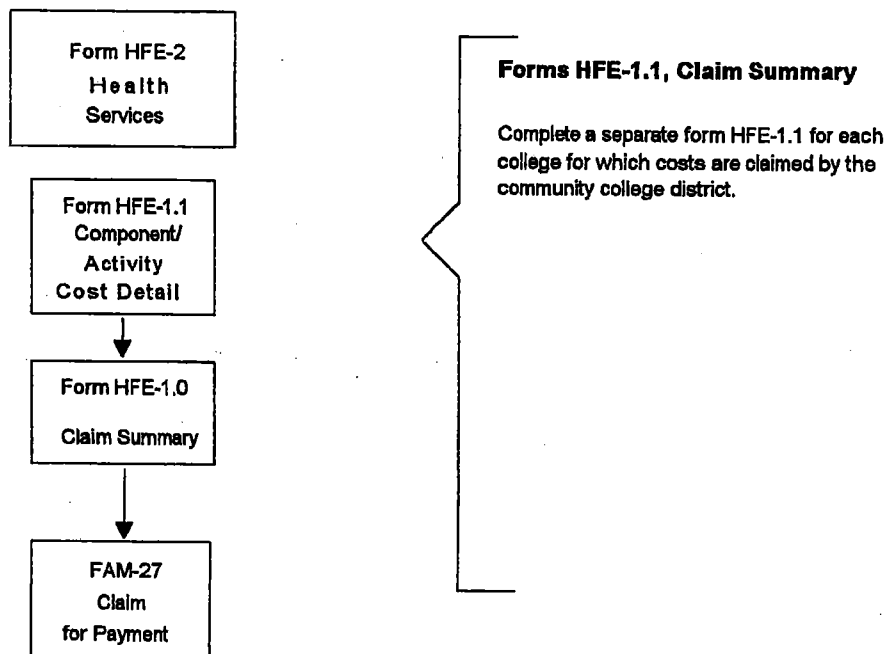 Form HFE-2
Health
Services
Form HFE-1.1
Component/
Activity
Cost Detail
Form HFE-1.0
Claim Summary
FAM-27
Claim
for Payment
Forms HFE-1.1, Claim Summary
Complete a separate form HFE-1.1 for each
college for which costs are claimed by the
community college district.